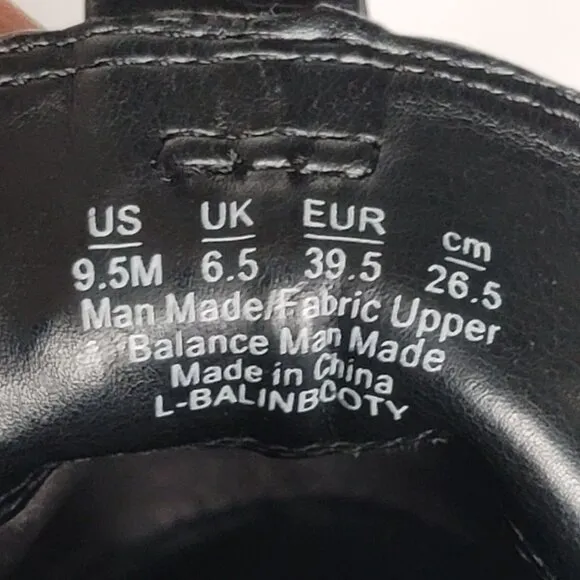 US UK EUR cm
9.5M 6.5 39.5 26.5
Man Made/Fabric Upper
Balance Man Made
Made in China
L-BALINBCOTY